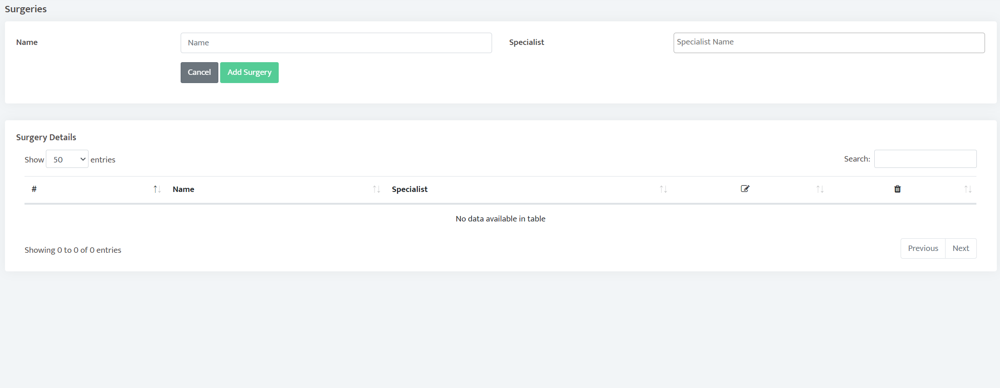 Surgeries
Name
Name
Specialist
Specialist Name
Cancel
Add Surgery
Surgery Details
Show 50 entries
Search:
# Name Specialist
No data available in table
Showing 0 to 0 of 0 entries
Previous Next